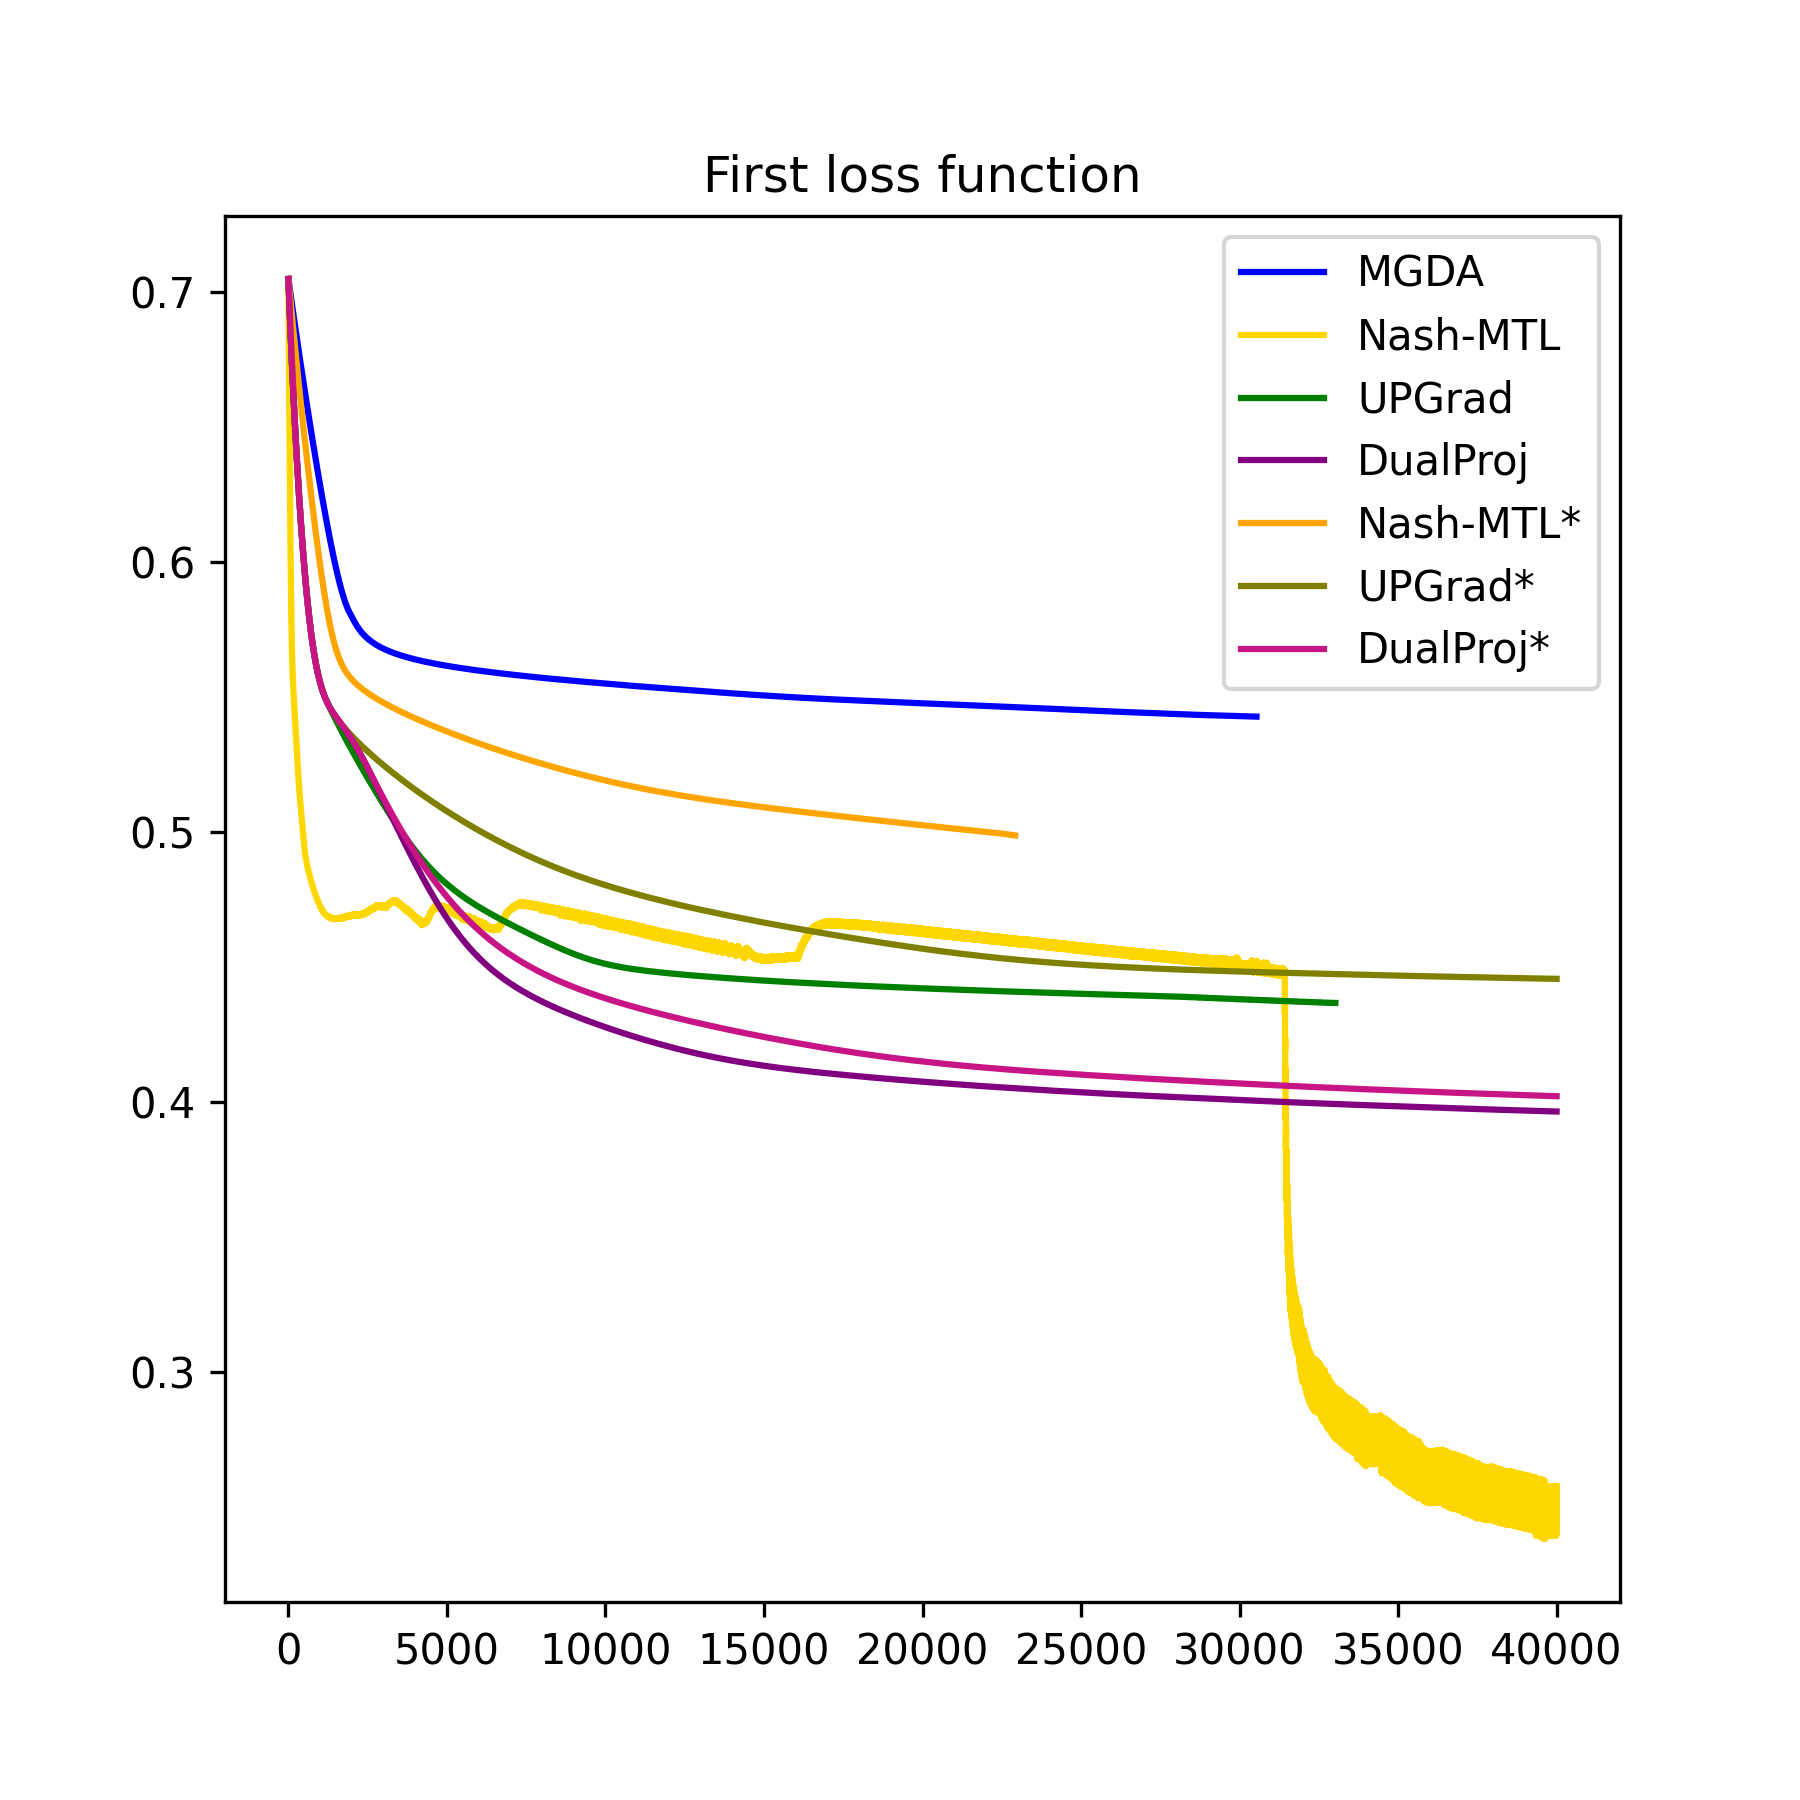 First loss function
MGDA
Nash-MTL
UPGrad
DualProj
Nash-MTL*
UPGrad*
DualProj*
0.7
0.6
0.5
0.4
0.3
0 5000 10000 15000 20000 25000 30000 35000 40000